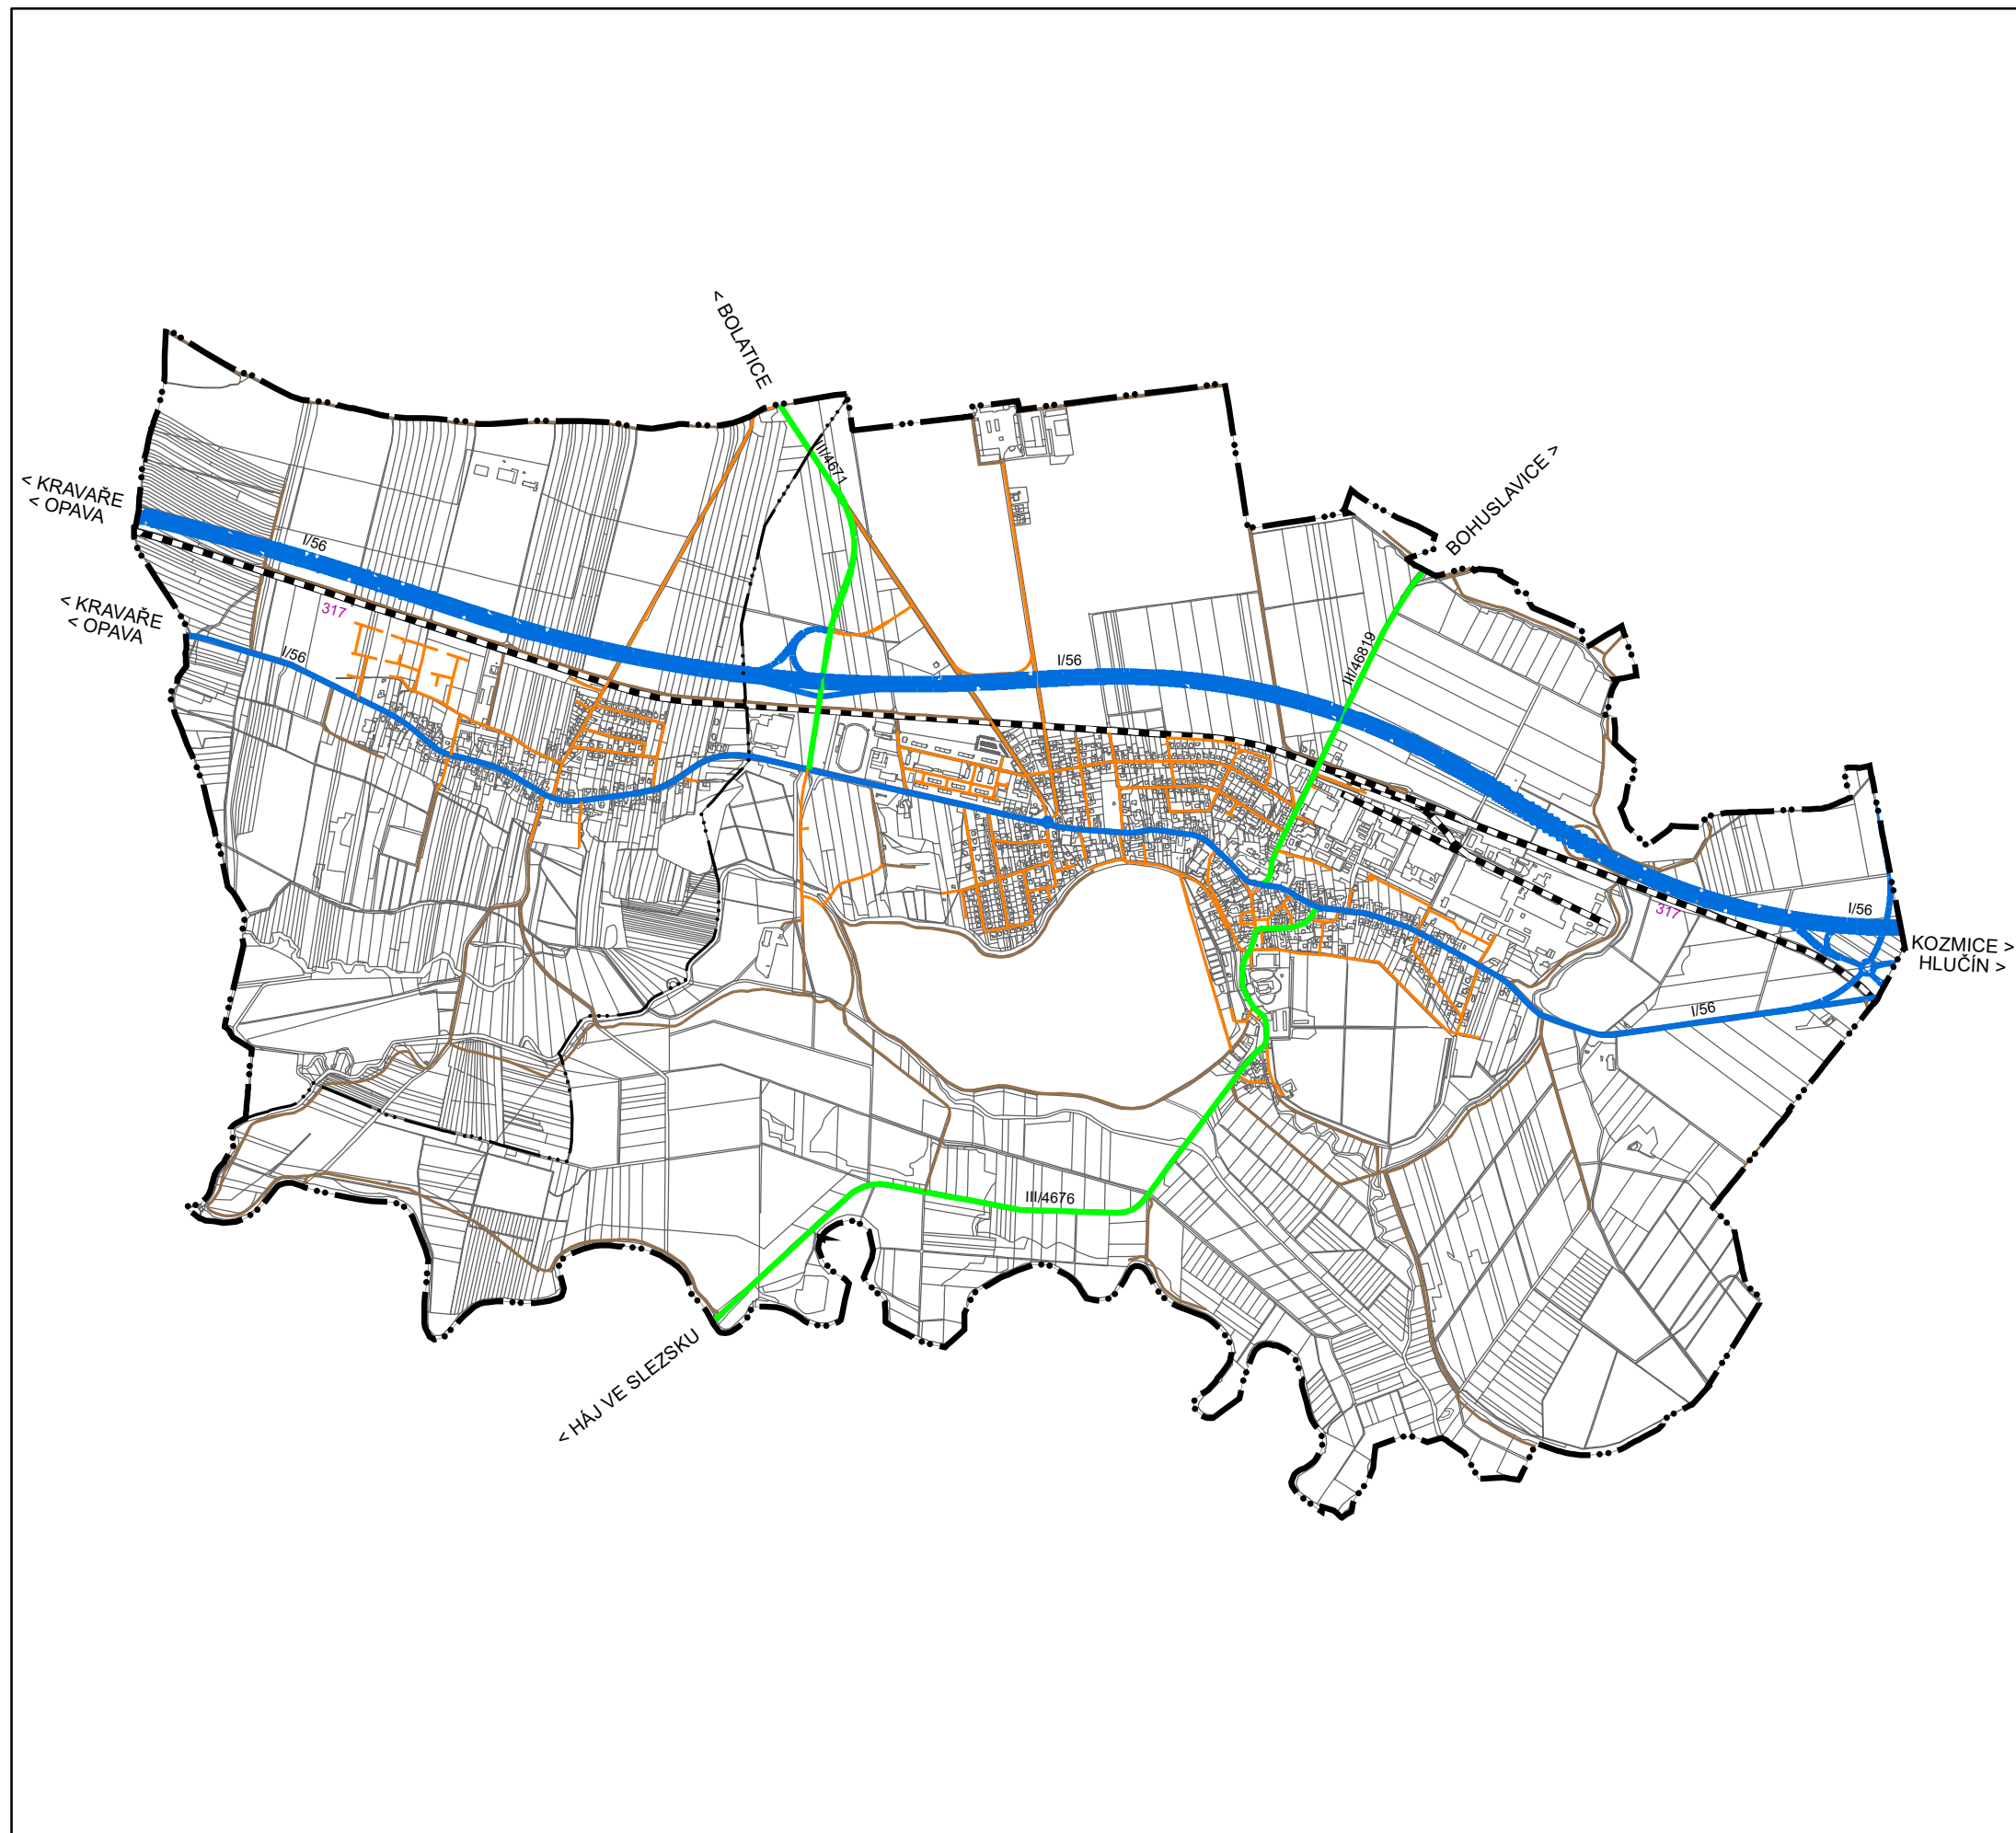 < BOLATICE
III/4671
BOHUSLAVICE >
< KRAVAŘE
< OPAVA
I/56
< KRAVAŘE
< OPAVA
317
I/56
I/56
III/46819
I/56
317
KOZMICE >
HLUČÍN >
I/56
III/4676
< HÁJ VE SLEZSKU